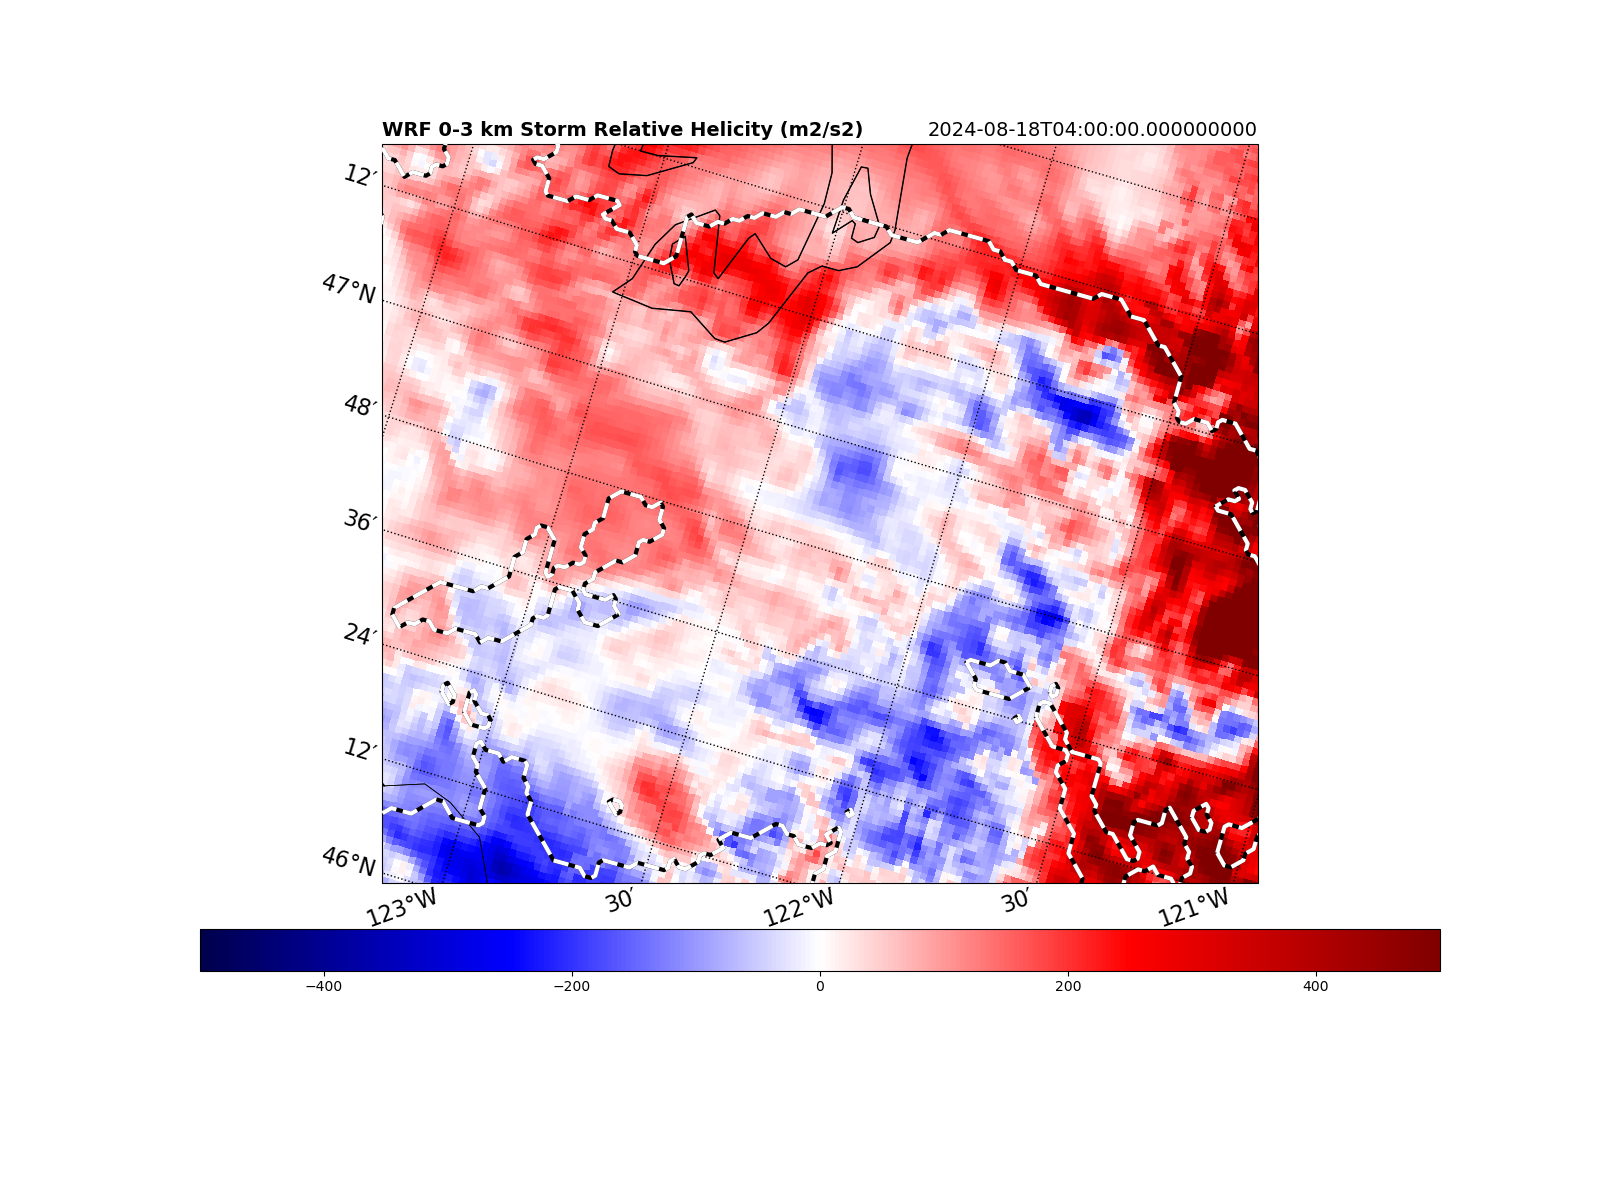 WRF 0-3 km Storm Relative Helicity (m2/s2) 2024-08-18T04:00:00.000000000
12′
47°N
48′
36′
24′
12′
46°N
123°W 30′ 122°W 30′ 121°W
−400 −200 0 200 400